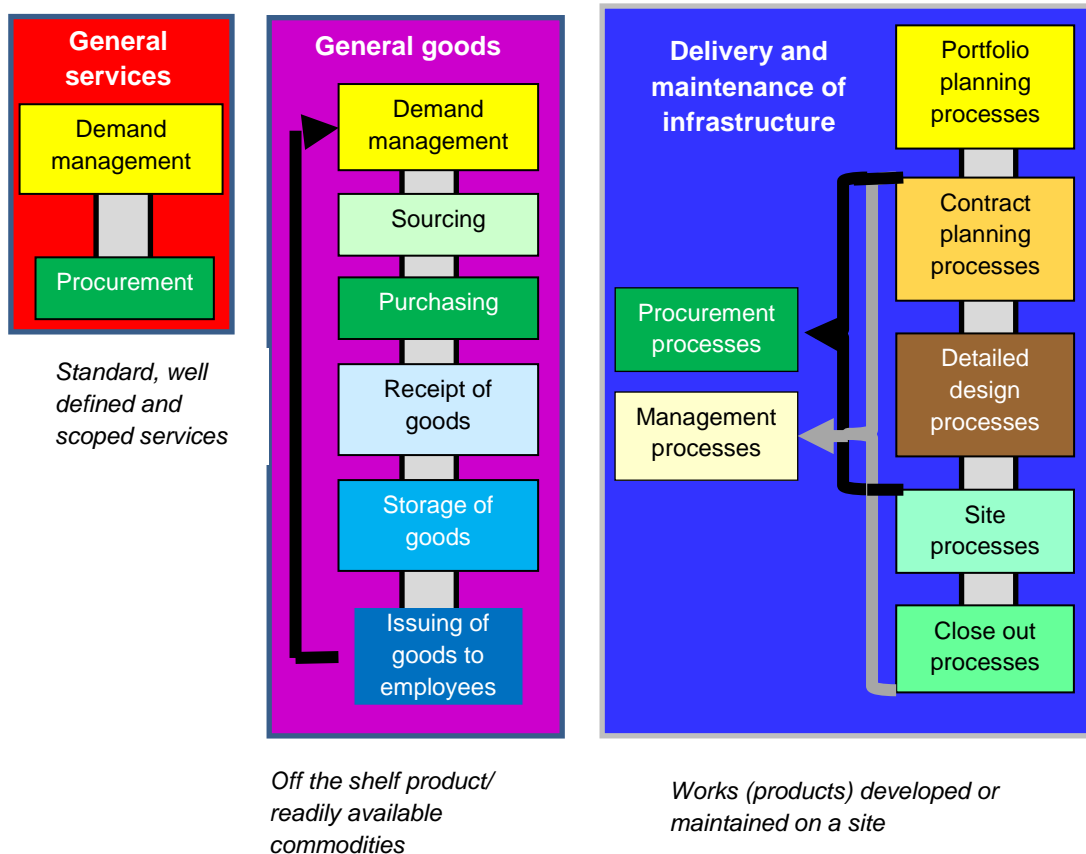 General
services
Demand
management
Procurement
Standard, well
defined and
scoped services
General goods
Demand
management
Sourcing
Purchasing
Receipt of
goods
Storage of
goods
Issuing of
goods to
employees
Off the shelf product/
readily available
commodities
Delivery and
maintenance of
infrastructure
Portfolio
planning
processes
Contract
planning
processes
Procurement
processes
Detailed
design
processes
Management
processes
Site
processes
Close out
processes
Works (products) developed or
maintained on a site